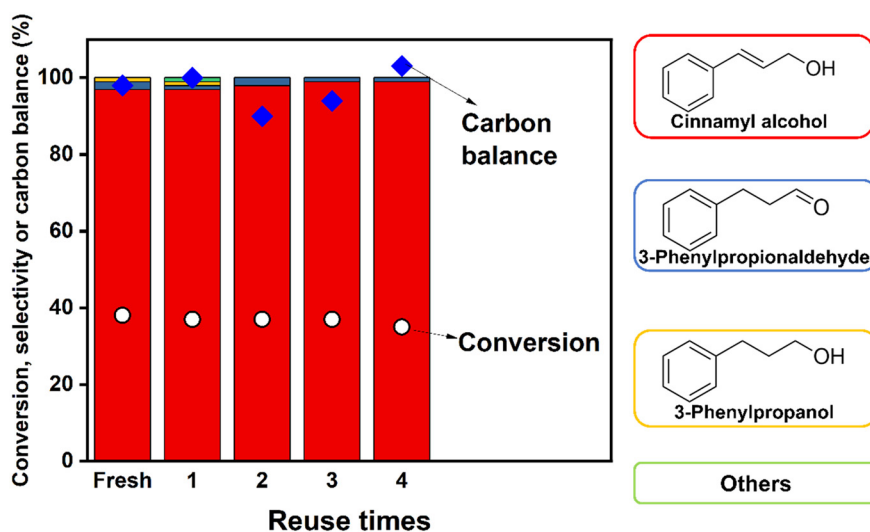 Conversion, selectivity or carbon balance (%)
100
80
60
40
20
0
Carbon
balance
Conversion
Fresh 1 2 3 4
Reuse times
OH
Cinnamyl alcohol
O
3-Phenylpropionaldehyde
OH
3-Phenylpropanol
Others